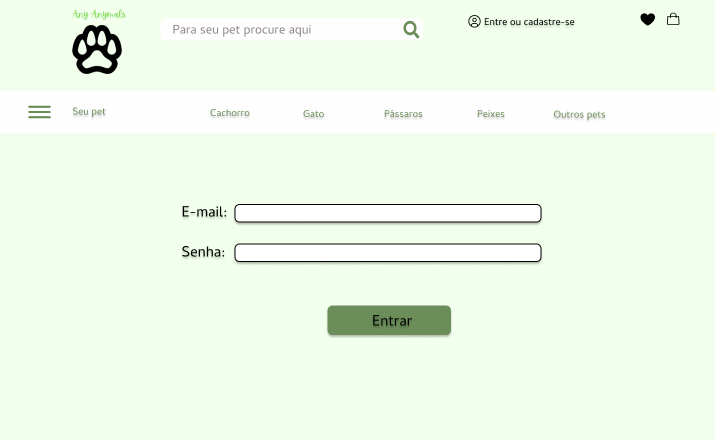 Any Anymals
Para seu pet procure aqui
Entre ou cadastre-se
Seu pet
Cachorro
Gato
Pássaros
Peixes
Outros pets
E-mail:
Senha:
Entrar